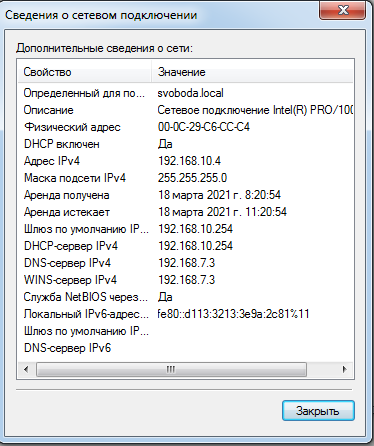 Сведения о сетевом подключении
Дополнительные сведения о сети:
Свойство Значение
Определенный для по... svoboda.local
Описание Сетевое подключение Intel(R) PRO/100
Физический адрес 00-0C-29-C6-CC-C4
DHCP включен Да
Адрес IPv4 192.168.10.4
Маска подсети IPv4 255.255.255.0
Аренда получена 18 марта 2021 г. 8:20:54
Аренда истекает 18 марта 2021 г. 11:20:54
Шлюз по умолчанию IP... 192.168.10.254
DHCP-сервер IPv4 192.168.10.254
DNS-сервер IPv4 192.168.7.3
WINS-сервер IPv4 192.168.7.3
Служба NetBIOS через... Да
Локальный IPv6-адрес... fe80::d113:3213:3e9a:2c81%11
Шлюз по умолчанию IP...
DNS-сервер IPv6
Закрыть